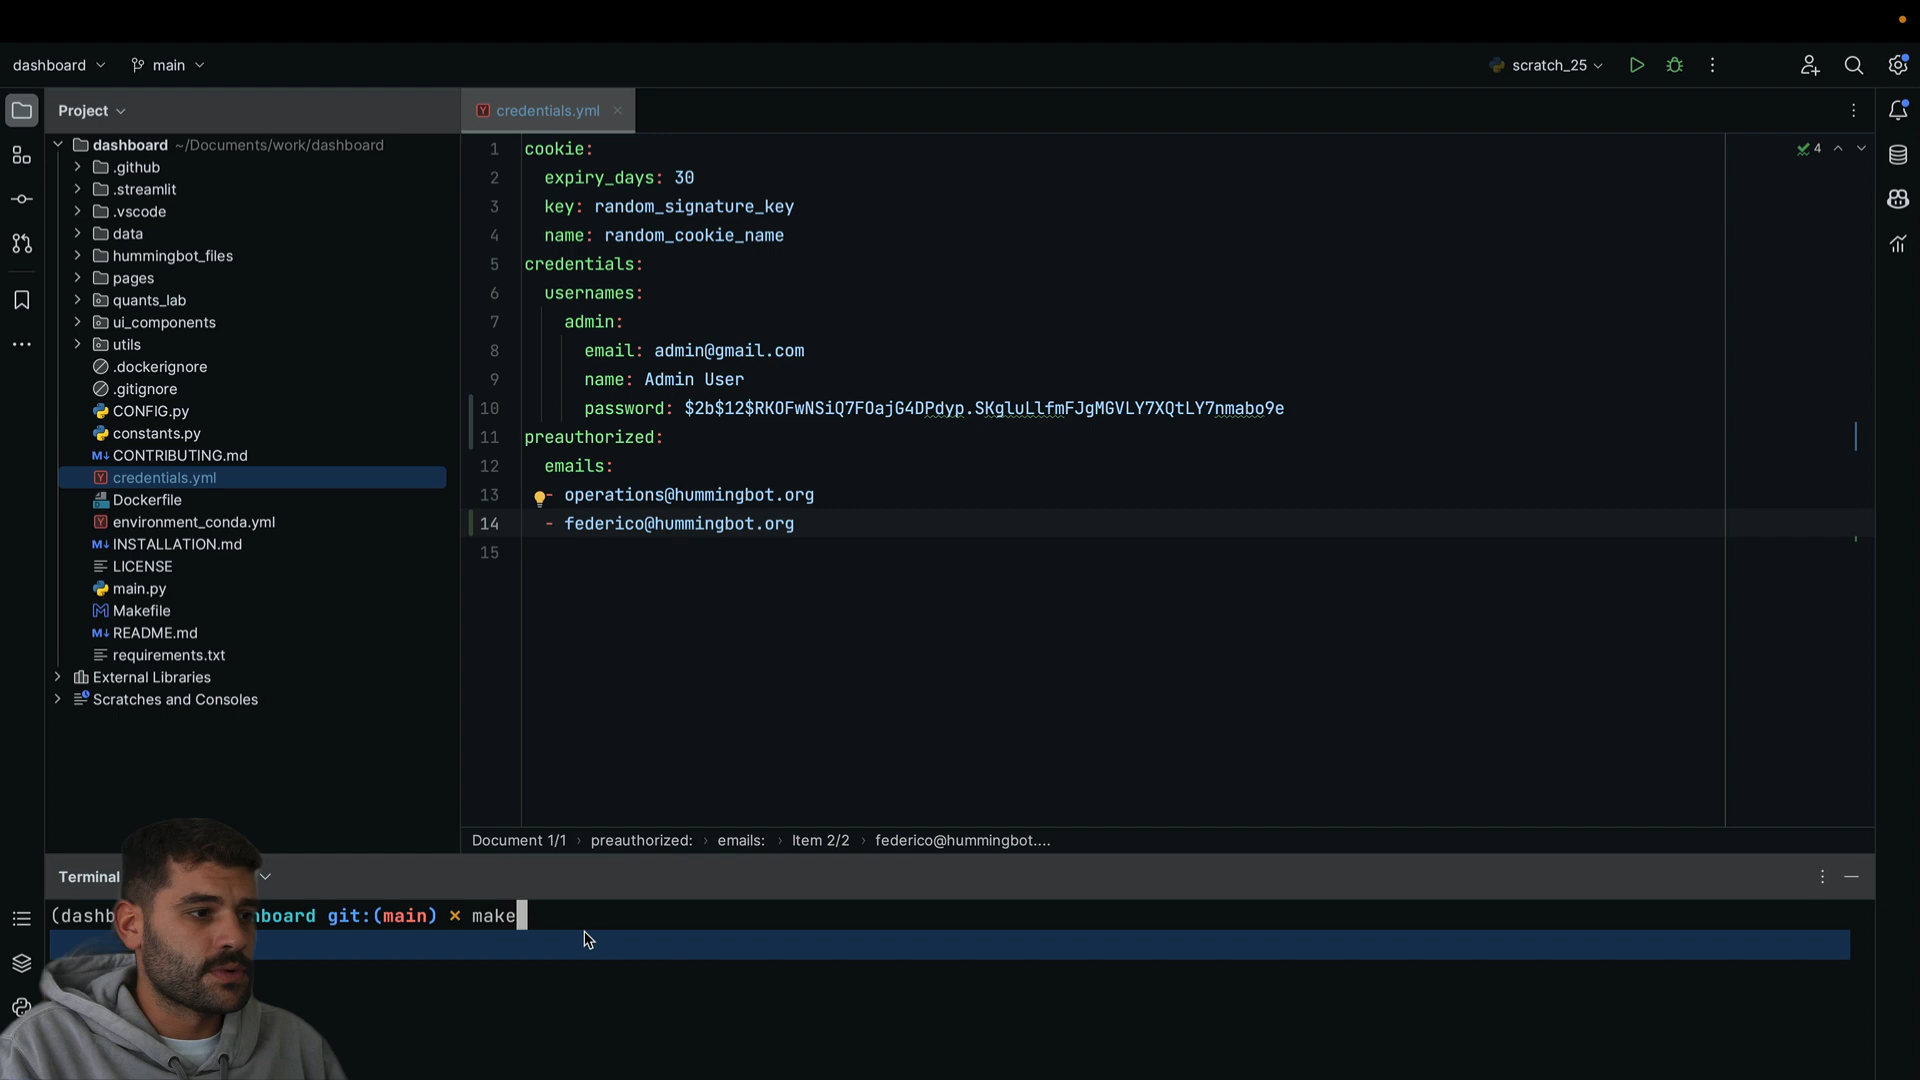 dashboard
main
scratch_25
Project
credentials.yml
dashboard ~/Documents/work/dashboard
.github
.streamlit
.vscode
data
hummingbot_files
pages
quants_lab
ui_components
utils
.dockerignore
.gitignore
CONFIG.py
constants.py
CONTRIBUTING.md
credentials.yml
Dockerfile
environment_conda.yml
INSTALLATION.md
LICENSE
main.py
Makefile
README.md
requirements.txt
External Libraries
Scratches and Consoles
1 cookie:
2 expiry_days: 30
3 key: random_signature_key
4 name: random_cookie_name
5 credentials:
6 usernames:
7 admin:
8 email: admin@gmail.com
9 name: Admin User
10 password: $2b$12$RKOFwNSiQ7FOajG4DPdyp.SKgluLlfmFJgMGVLY7XQtLY7nmabo9e
11 preauthorized:
12 emails:
13 - operations@hummingbot.org
14 - federico@hummingbot.org
15
4
Document 1/1 › preauthorized: › emails: › Item 2/2 › federico@hummingbot....
Terminal
(dashb board git:(main) × make